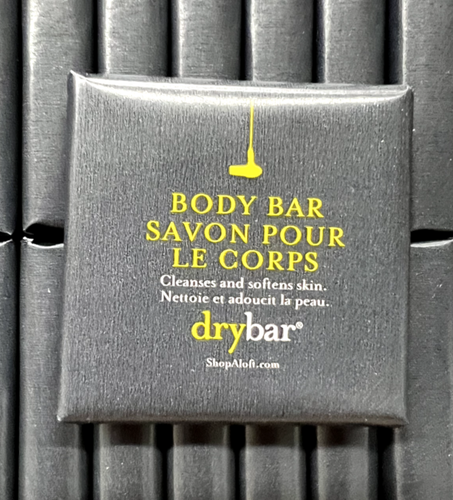 BODY BAR
SAVON POUR
LE CORPS
Cleanses and softens skin.
Nettoie et adoucit la peau.
drybar®
ShopAloft.com